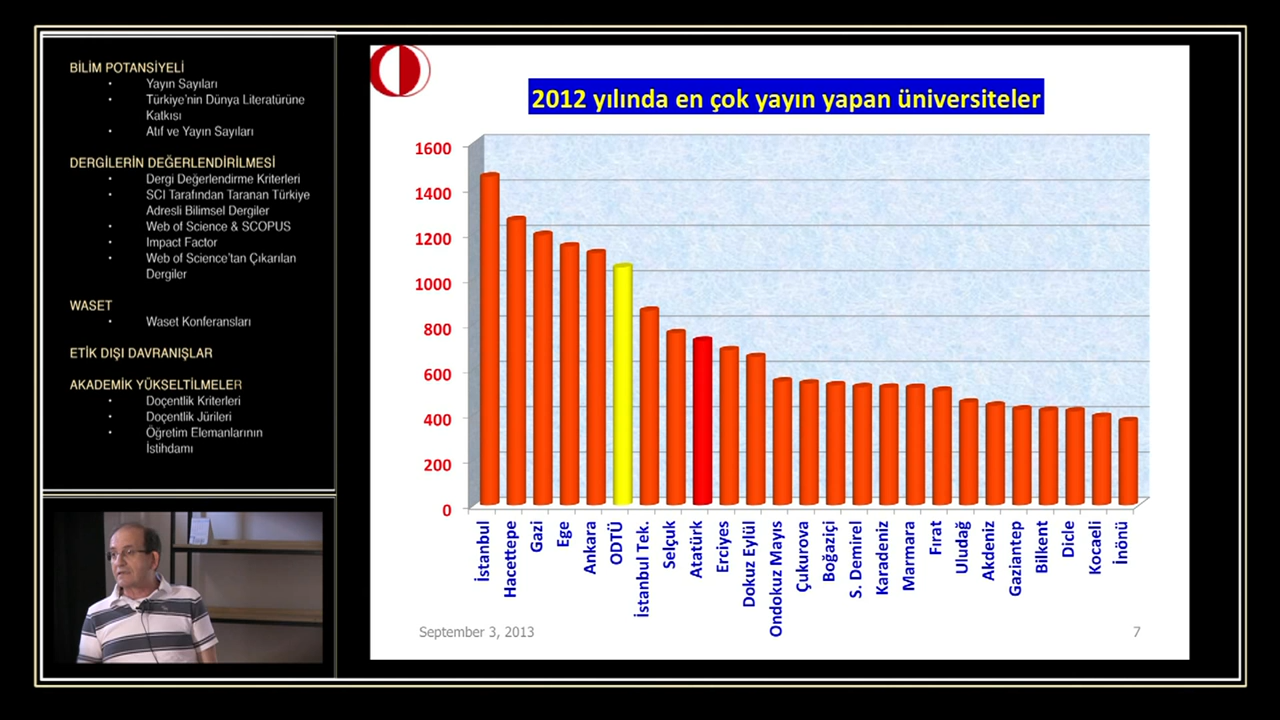 BİLİM POTANSİYELİ
• Yayın Sayıları
• Türkiye'nin Dünya Literatürüne
Katkısı
• Atıf ve Yayın Sayıları
DERGİLERİN DEĞERLENDİRİLMESİ
• Dergi Değerlendirme Kriterleri
• SCI Tarafından Taranan Türkiye
Adresli Bilimsel Dergiler
• Web of Science & SCOPUS
• Impact Factor
• Web of Science'tan Çıkarılan
Dergiler
WASET
• Waset Konferansları
ETİK DIŞI DAVRANIŞLAR
AKADEMİK YÜKSELTİLMELER
• Doçentlik Kriterleri
• Doçentlik Jürileri
• Öğretim Elemanlarının
İstihdamı
2012 yılında en çok yayın yapan üniversiteler
1600
1400
1200
1000
800
600
400
200
0
İstanbul
Hacettepe
Gazi
Ege
Ankara
ODTÜ
İstanbul Tek.
Selçuk
Atatürk
Erciyes
Dokuz Eylül
Ondokuz Mayıs
Çukurova
Boğaziçi
S. Demirel
Karadeniz
Marmara
Fırat
Uludağ
Akdeniz
Gaziantep
Bilkent
Dicle
Kocaeli
İnönü
September 3, 2013
7